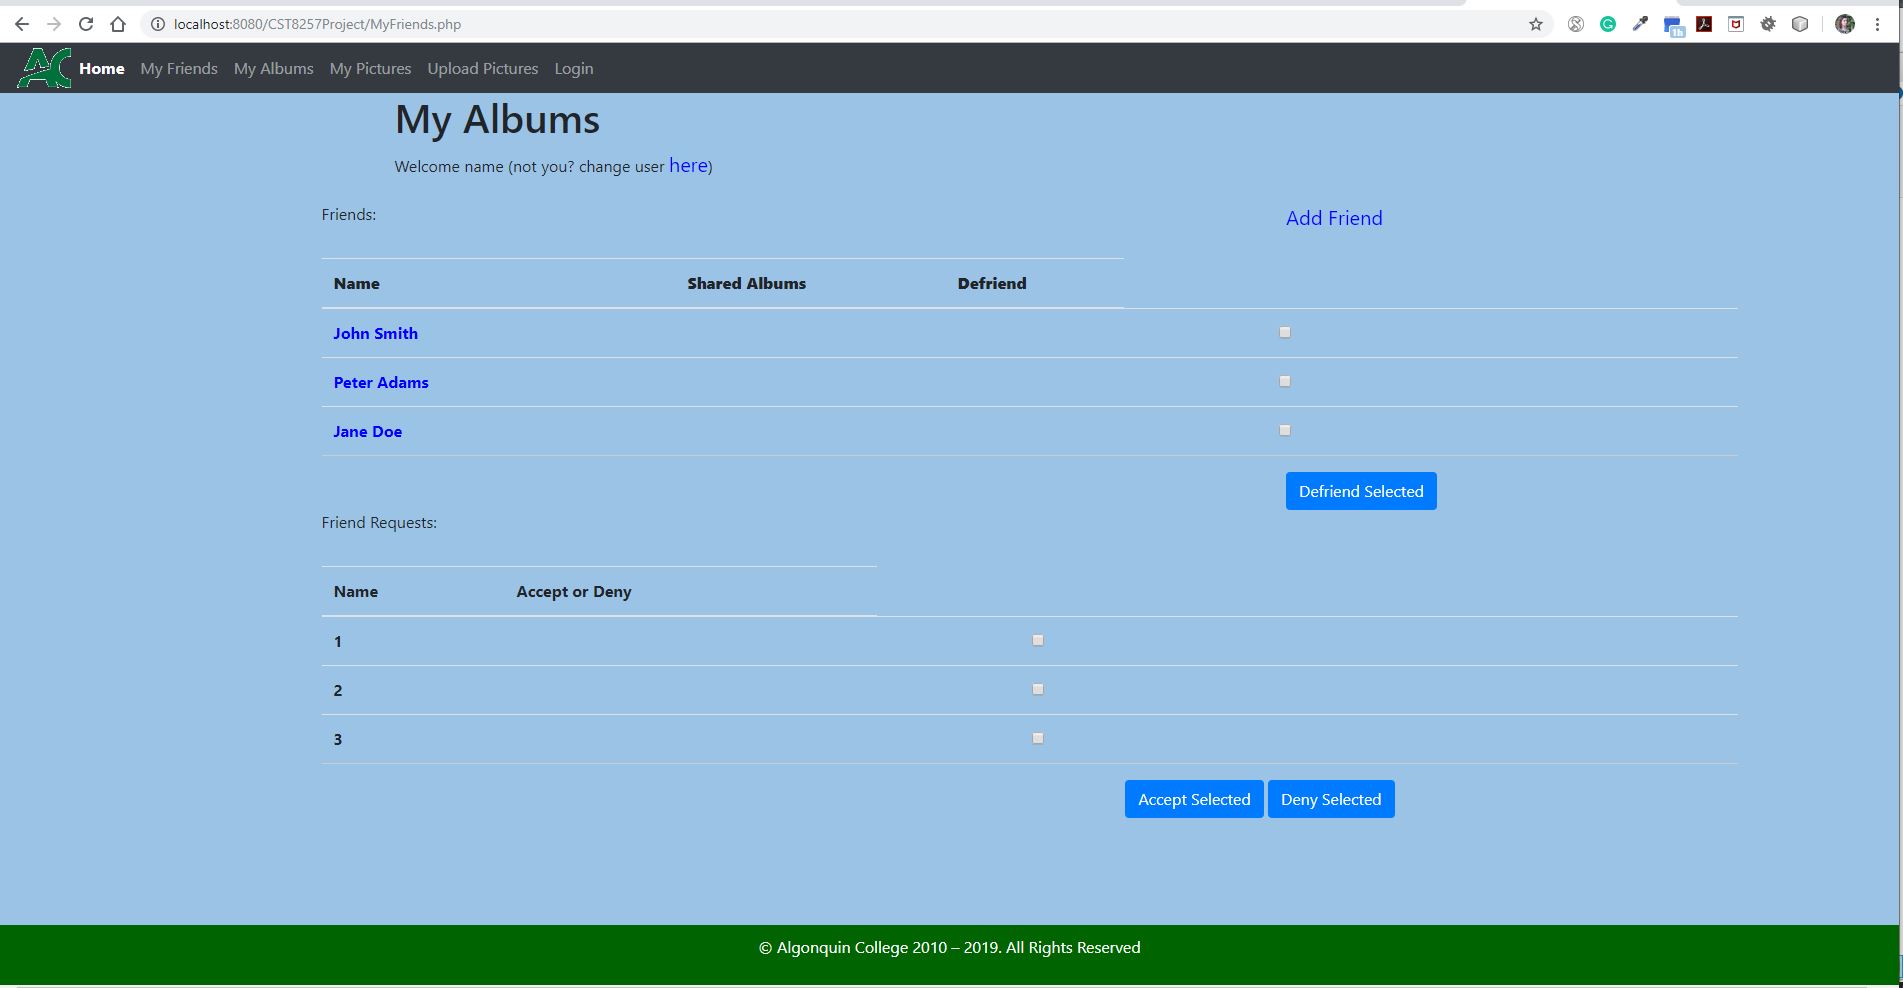 localhost:8080/CST8257Project/MyFriends.php
1h
AC Home My Friends My Albums My Pictures Upload Pictures Login
My Albums
Welcome name (not you? change user here)
Friends:
Add Friend
Name Shared Albums Defriend
John Smith
Peter Adams
Jane Doe
Defriend Selected
Friend Requests:
Name Accept or Deny
1
2
3
Accept Selected Deny Selected
© Algonquin College 2010 – 2019. All Rights Reserved